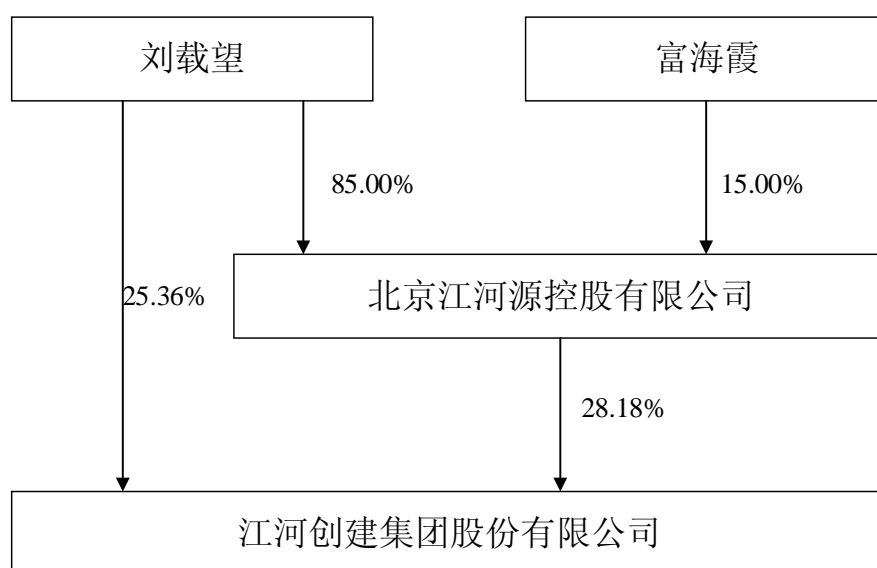 刘载望
富海霞
85.00%
15.00%
25.36%
北京江河源控股有限公司
28.18%
江河创建集团股份有限公司